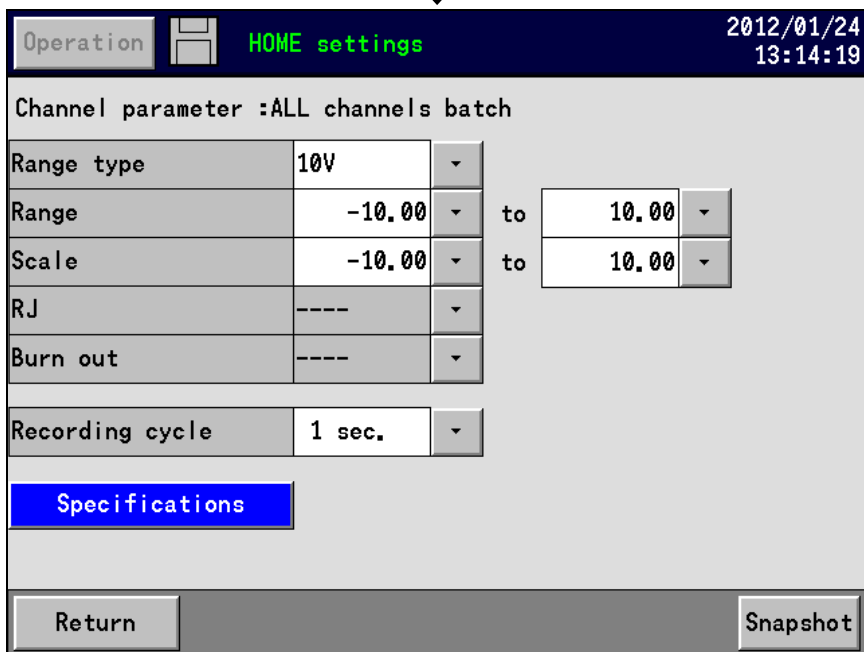 Operation HOME settings 2012/01/24
13:14:19
Channel parameter :ALL channels batch
Range type 10V
Range -10.00 to 10.00
Scale -10.00 to 10.00
RJ ----
Burn out ----
Recording cycle 1 sec.
Specifications
Return Snapshot